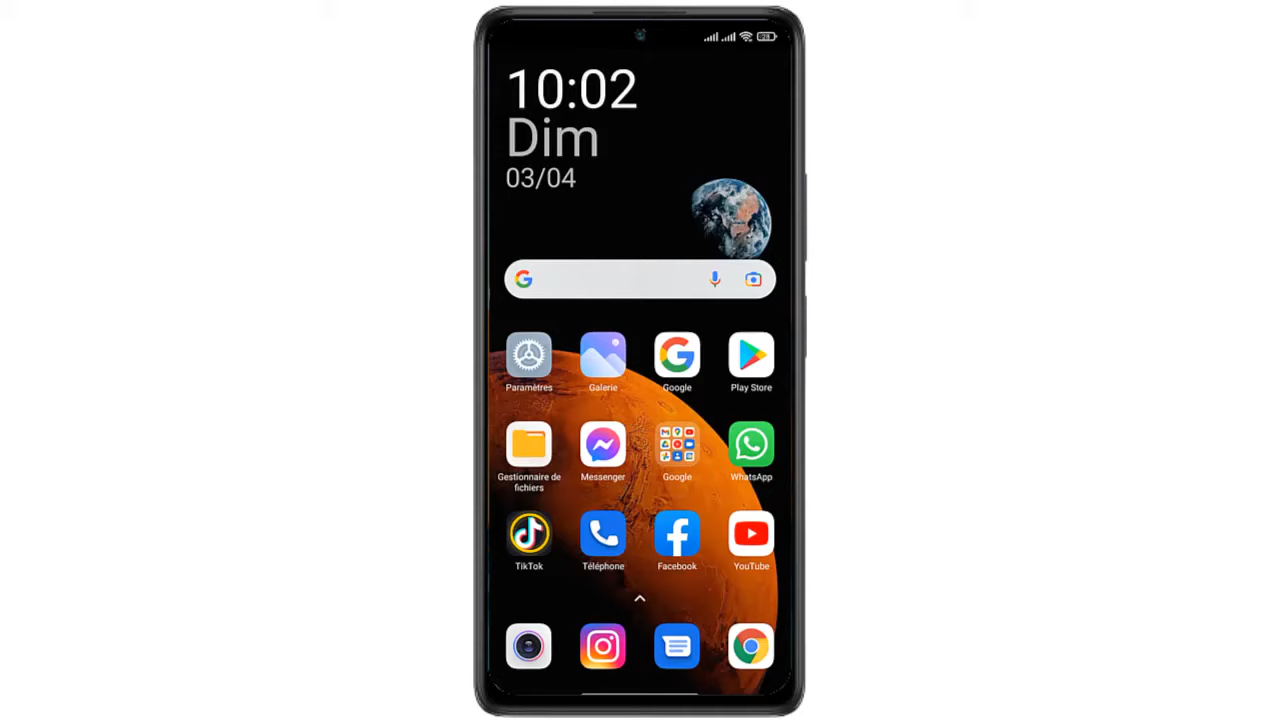 10:02
Dim
03/04
Paramètres
Galerie
Google
Play Store
Gestionnaire de
fichiers
Messenger
Google
WhatsApp
TikTok
Téléphone
Facebook
YouTube